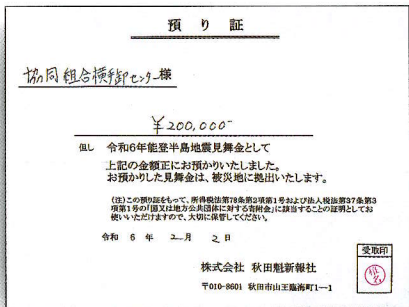 預り証
協同組合横手卸センター様
¥200,000-
但し 令和6年能登半島地震見舞金として
上記の金額正にお預かりいたしました。
お預かりした見舞金は、被災地に拠出いたします。
(注)この預り証をもって、所得税法第78条第2項第1号および法人税法第37条第3
項第1号の「国又は地方公共団体に対する寄附金」に該当することの証明としてお
使いいただけますので、大切に保管してください。
令和 6 年 2 月 2 日
受取印
株式会社 秋田魁新報社
〒010-8601 秋田市山王臨海町1-1